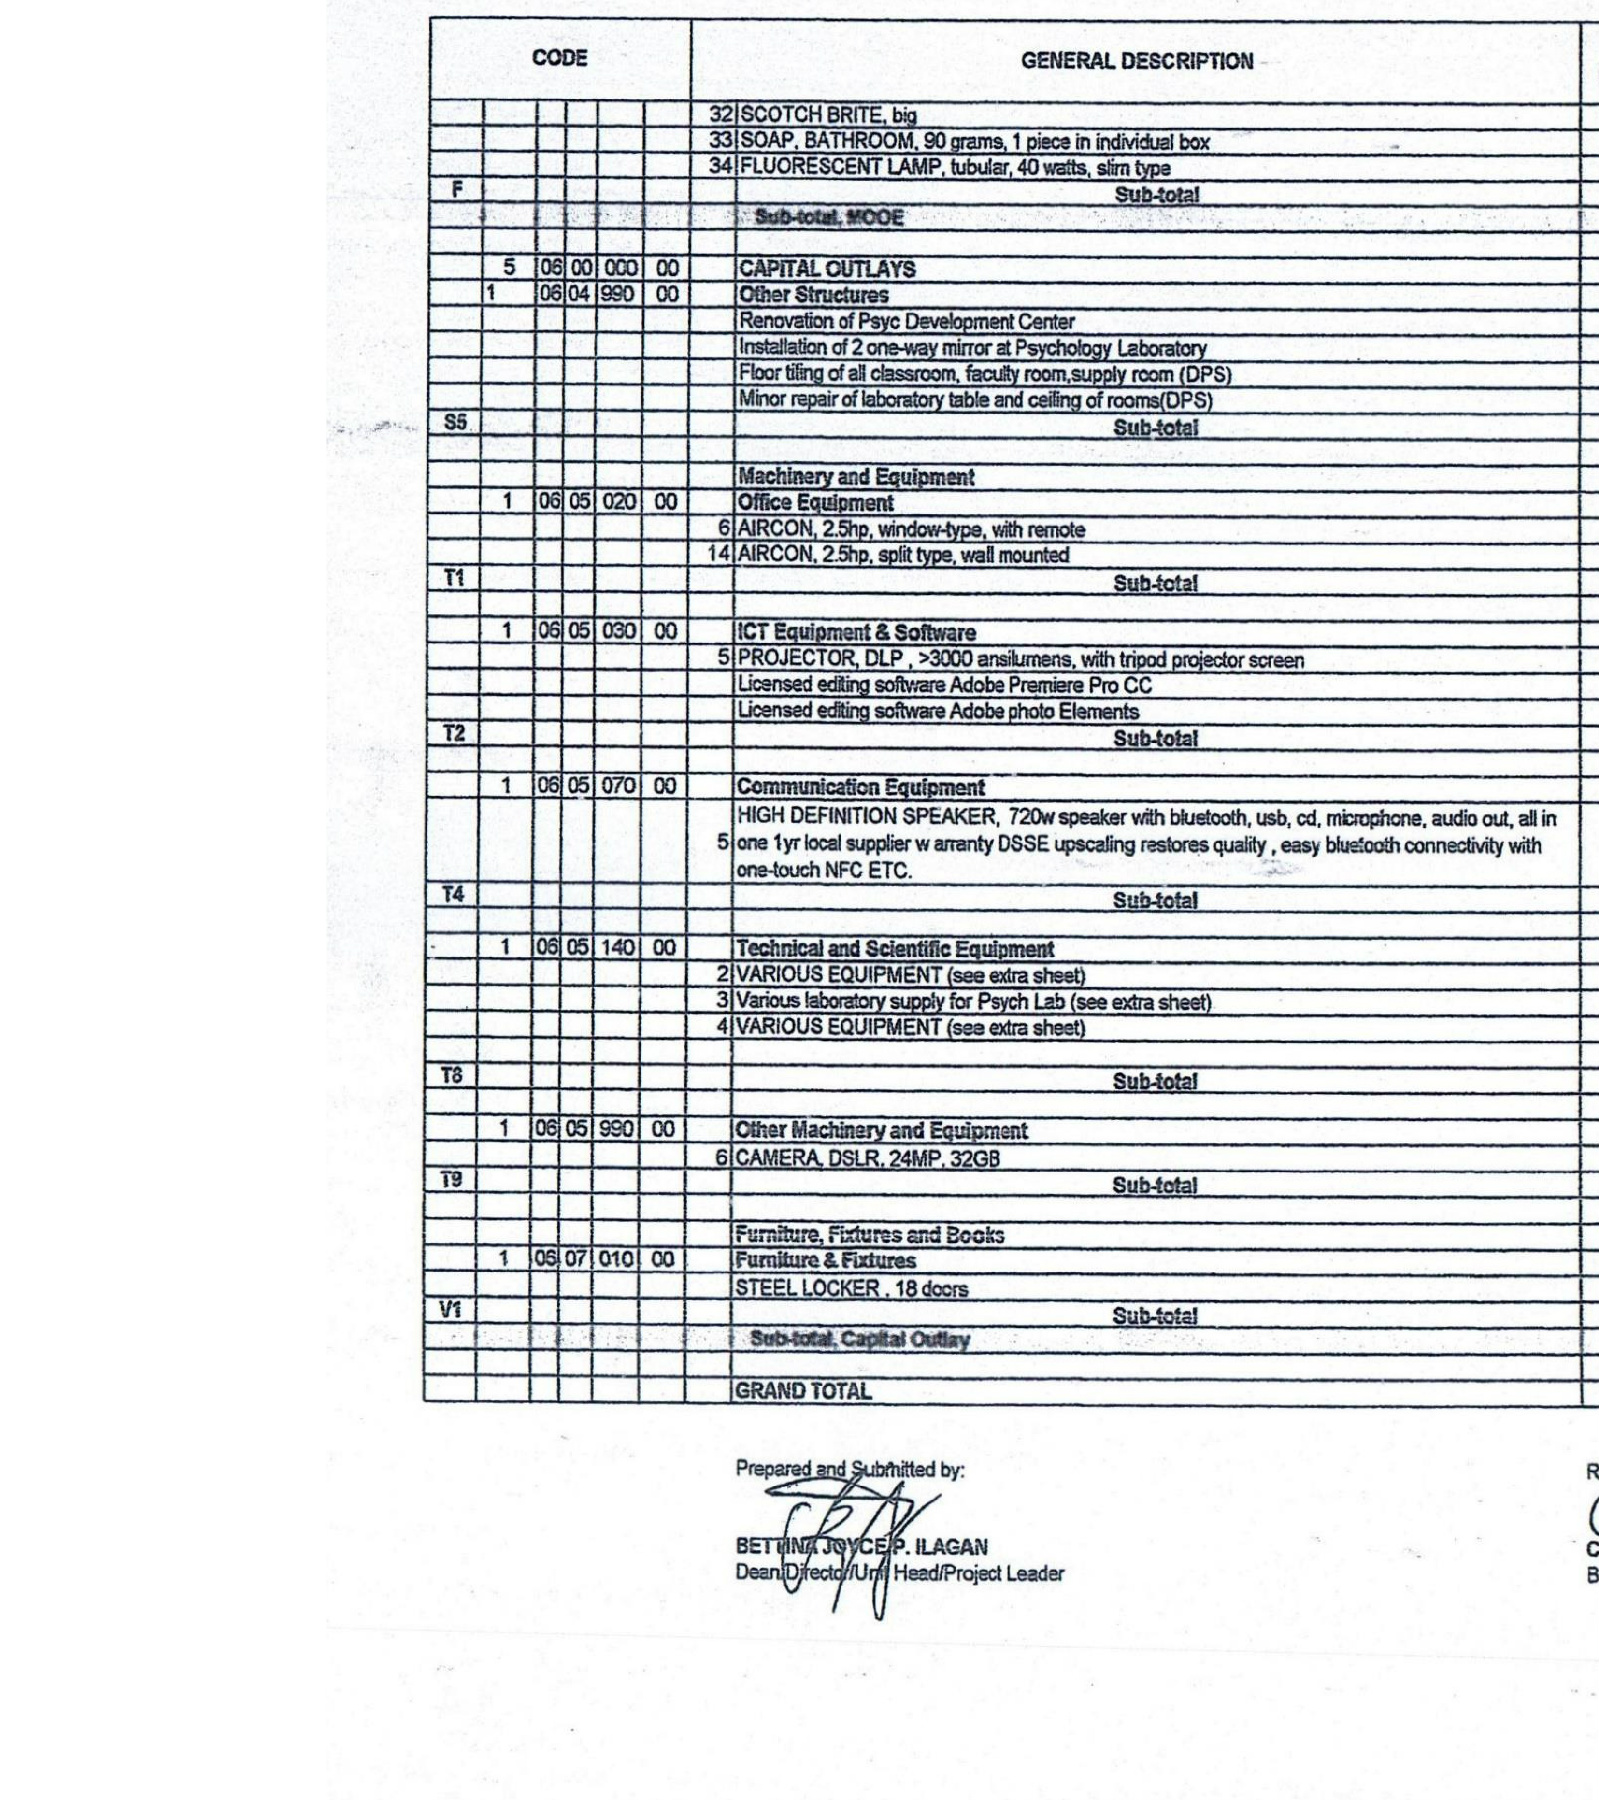 CODE GENERAL DESCRIPTION
32 SCOTCH BRITE, big
33 SOAP, BATHROOM, 90 grams, 1 piece in individual box
34 FLUORESCENT LAMP, tubular, 40 watts, slim type
F Sub-total
Sub-total, MOOE
5 06 00 000 00 CAPITAL OUTLAYS
1 06 04 990 00 Other Structures
Renovation of Psyc Development Center
Installation of 2 one-way mirror at Psychology Laboratory
Floor tiling of all classroom, faculty room,supply room (DPS)
Minor repair of laboratory table and ceiling of rooms(DPS)
S5 Sub-total
Machinery and Equipment
1 06 05 020 00 Office Equipment
6 AIRCON, 2.5hp, window-type, with remote
14 AIRCON, 2.5hp, split type, wall mounted
T1 Sub-total
1 06 05 030 00 ICT Equipment & Software
5 PROJECTOR, DLP , >3000 ansilumens, with tripod projector screen
Licensed editing software Adobe Premiere Pro CC
Licensed editing software Adobe photo Elements
T2 Sub-total
1 06 05 070 00 Communication Equipment
HIGH DEFINITION SPEAKER, 720w speaker with bluetooth, usb, cd, microphone, audio out, all in
5 one 1yr local supplier w arranty DSSE upscaling restores quality , easy bluetooth connectivity with
one-touch NFC ETC.
T4 Sub-total
1 06 05 140 00 Technical and Scientific Equipment
2 VARIOUS EQUIPMENT (see extra sheet)
3 Various laboratory supply for Psych Lab (see extra sheet)
4 VARIOUS EQUIPMENT (see extra sheet)
T8 Sub-total
1 06 05 990 00 Other Machinery and Equipment
6 CAMERA, DSLR, 24MP, 32GB
T9 Sub-total
Furniture, Fixtures and Books
1 06 07 010 00 Furniture & Fixtures
STEEL LOCKER , 18 doors
V1 Sub-total
Sub-total, Capital Outlay
GRAND TOTAL
Prepared and Submitted by: R
BETTINA JOYCE P. ILAGAN C
Dean/Director/Unit Head/Project Leader B